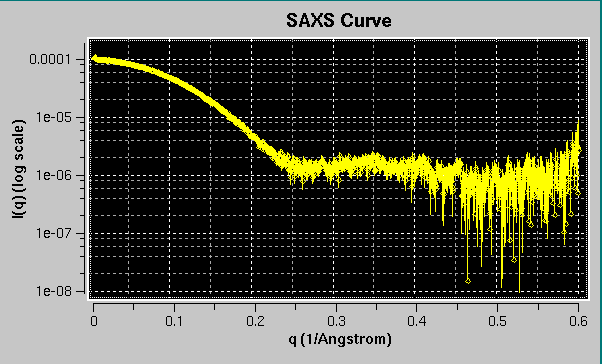 SAXS Curve
I(q) (log scale)
0.0001
1e-05
1e-06
1e-07
1e-08
0 0.1 0.2 0.3 0.4 0.5 0.6
q (1/Angstrom)